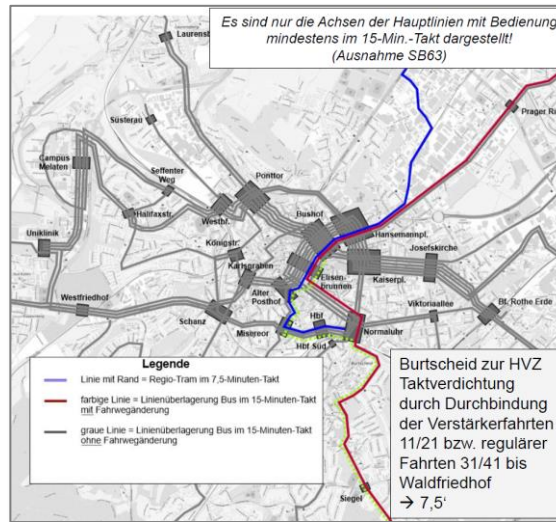 Es sind nur die Achsen der Hauptlinien mit Bedienung
mindestens im 15-Min.-Takt dargestellt!
(Ausnahme SB63)
Laurensb
Prager Ri
Süsterau
Campus
Melaten
Seffenter
Weg
Ponttor
Halifaxstr.
Westbf.
Bushof
Hansemannpl.
Uniklinik
Königstr.
Josefskirche
Karlsgraben
Elisen-
brunnen
Kaiserpl.
Alter
Posthof
Westfriedhof
Schanz
Misereor
Hbf
Normaluhr
Viktoriaallee
Bf. Rothe Erde
Hbf Süd
Legende
Linie mit Rand = Regio-Tram im 7,5-Minuten-Takt
farbige Linie = Linienüberlagerung Bus im 15-Minuten-Takt
mit Fahrwegänderung
graue Linie = Linienüberlagerung Bus im 15-Minuten-Takt
ohne Fahrwegänderung
Burtscheid zur HVZ
Taktverdichtung
durch Durchbindung
der Verstärkerfahrten
11/21 bzw. regulärer
Fahrten 31/41 bis
Waldfriedhof
→ 7,5‘
Siegel